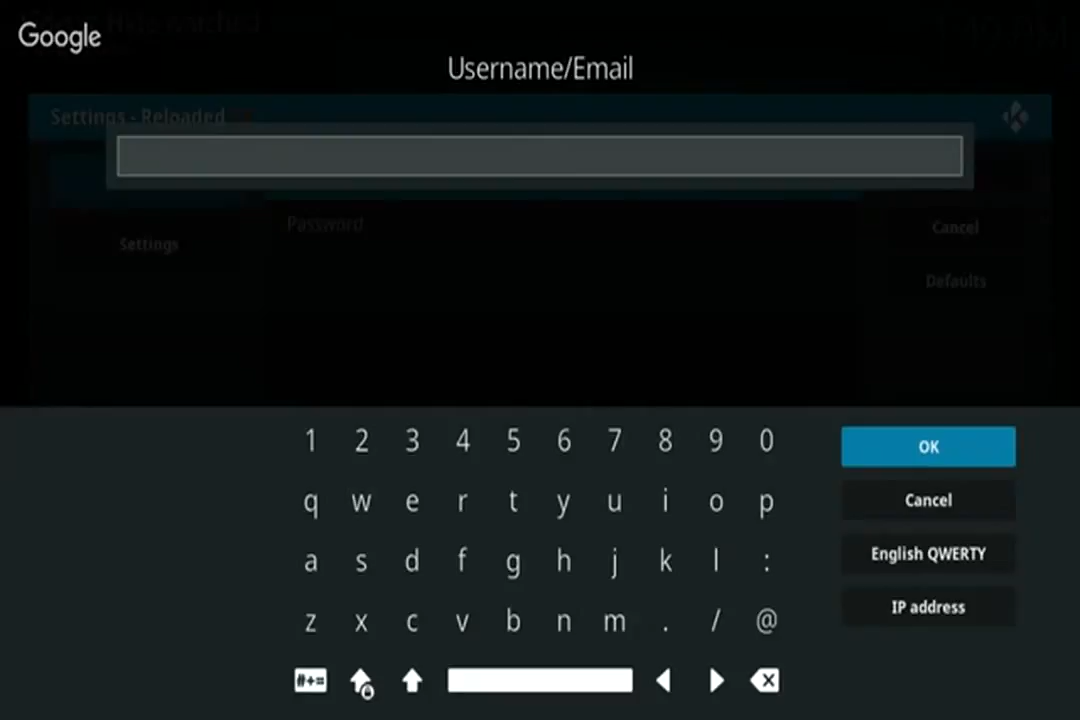 Google
Username/Email
Settings - Reloaded
Password
Settings
Cancel
Defaults
1 2 3 4 5 6 7 8 9 0
OK
q w e r t y u i o p
Cancel
a s d f g h j k l :
English QWERTY
z x c v b n m . / @
IP address
#+=